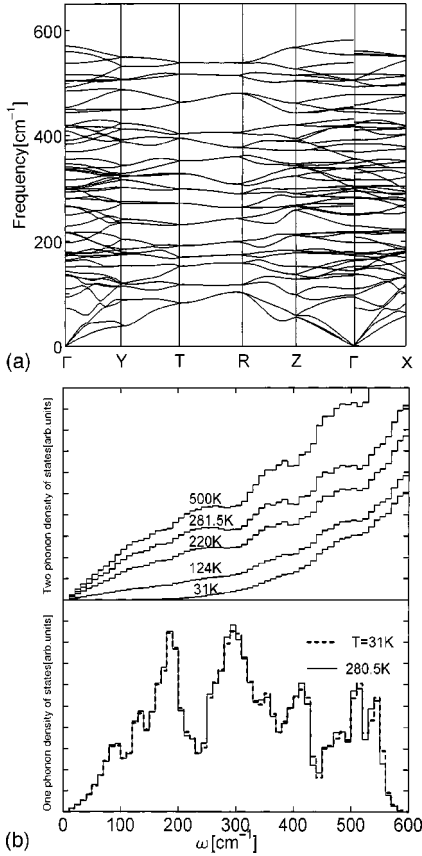 600
400
200
0
Frequency[cm⁻¹]
(a) Γ Y T R Z Γ X
Two phonon density of states[arb.units]
500K
281.5K
220K
124K
31K
One phonon density of states[arb.units]
T=31K
280.5K
0 100 200 300 400 500 600
(b) ω[cm⁻¹]